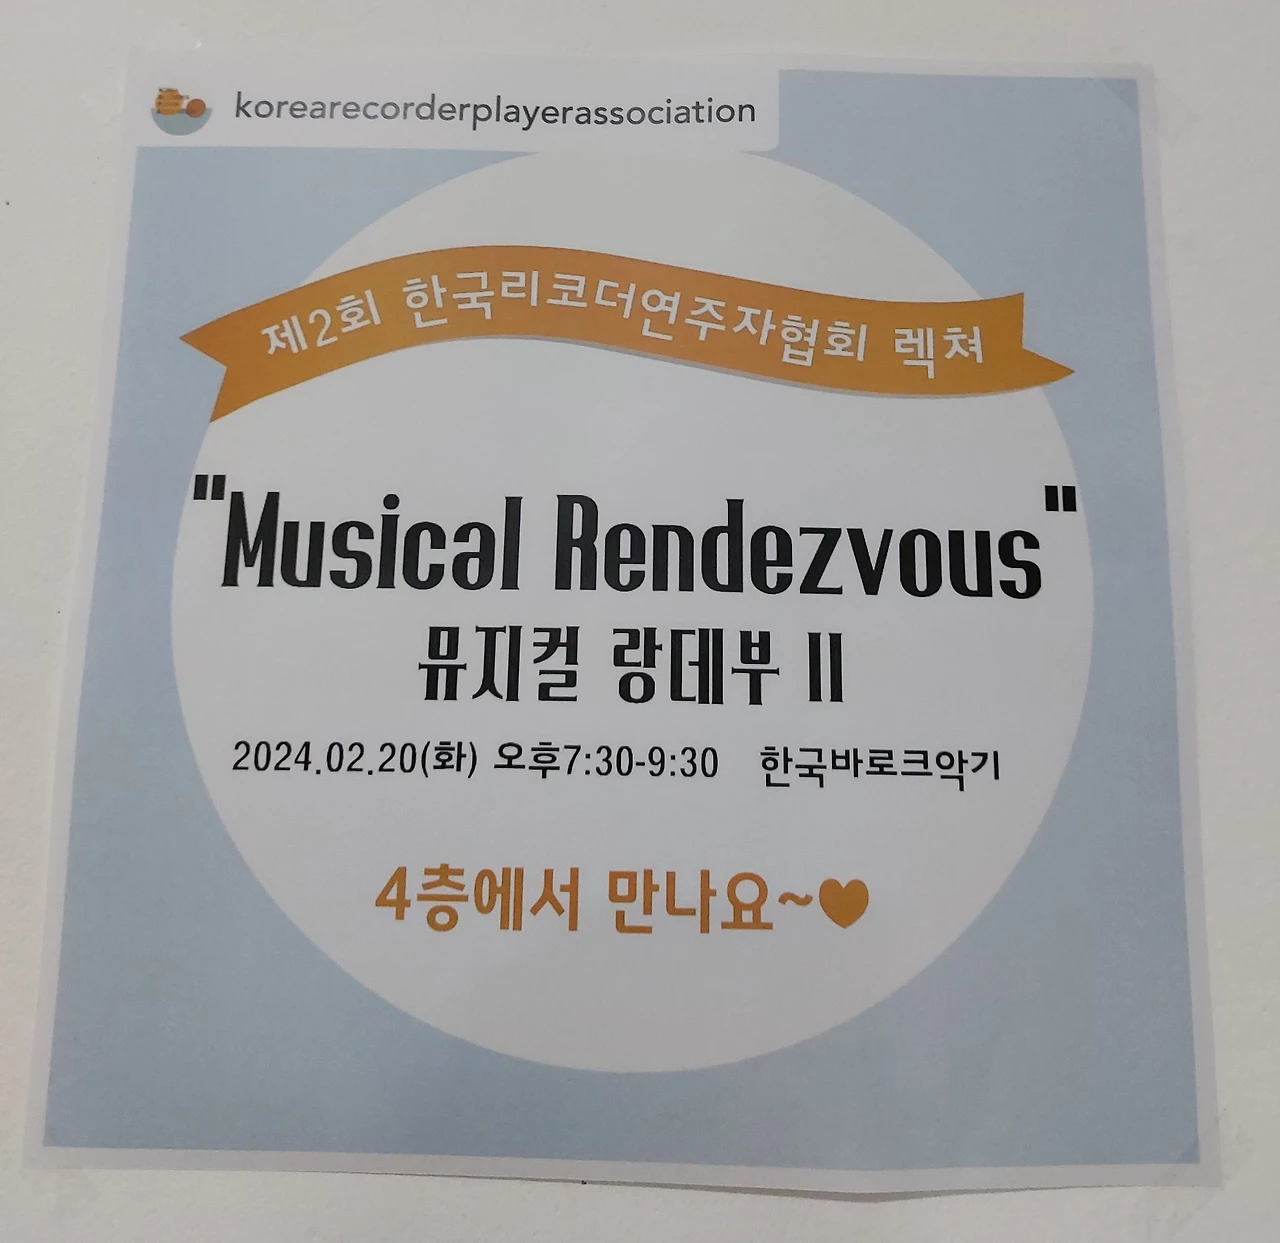 korearecorderplayerassociation
제2회 한국리코더연주자협회 렉쳐
"Musical Rendezvous"
뮤지컬 랑데부 II
2024.02.20(화) 오후7:30-9:30 한국바로크악기
4층에서 만나요~♥